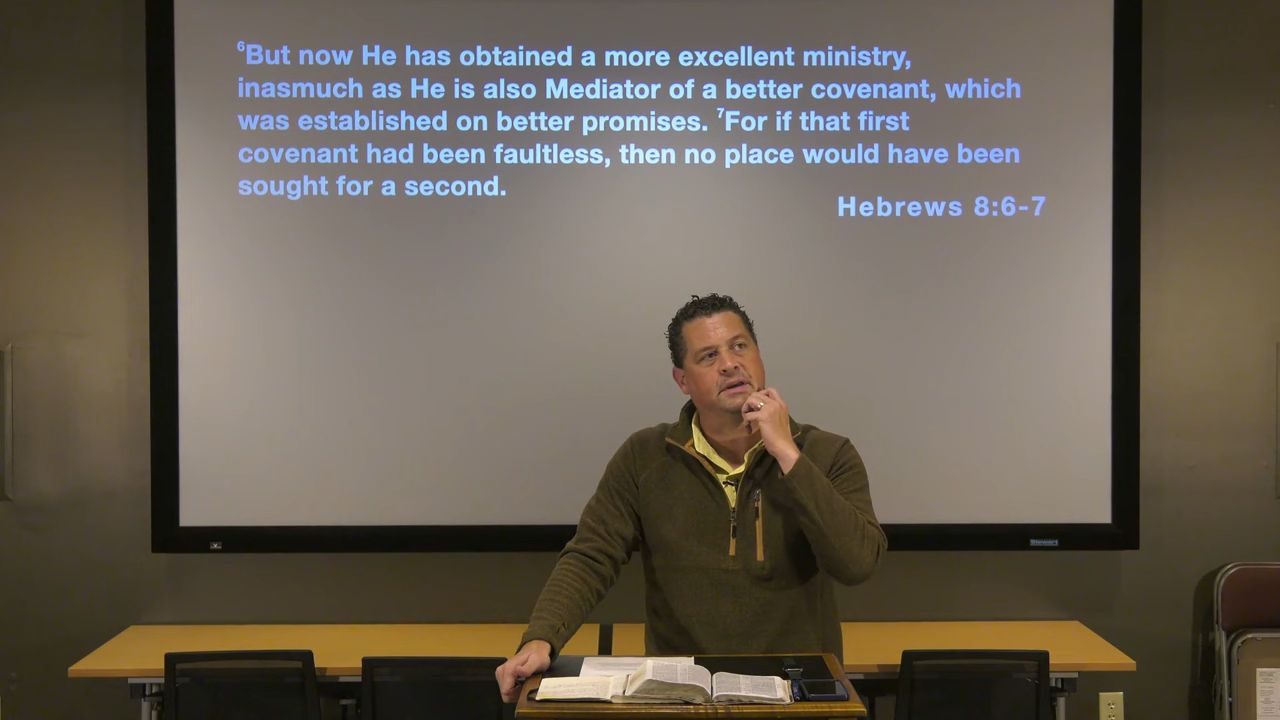 ⁶But now He has obtained a more excellent ministry,
inasmuch as He is also Mediator of a better covenant, which
was established on better promises. ⁷For if that first
covenant had been faultless, then no place would have been
sought for a second.
Hebrews 8:6-7
Stewart